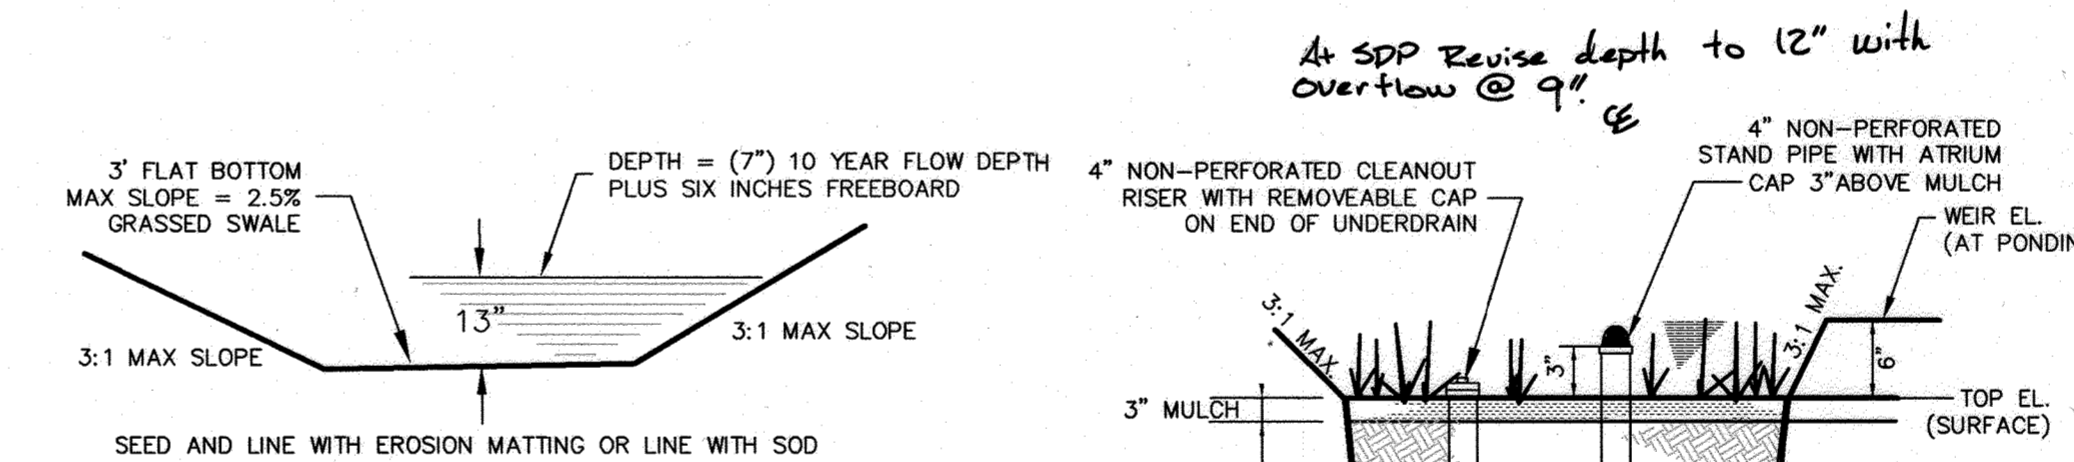 At SDP Revise depth to 12" with
overflow @ 9".
CE
3' FLAT BOTTOM
MAX SLOPE = 2.5%
GRASSED SWALE
DEPTH = (7") 10 YEAR FLOW DEPTH
PLUS SIX INCHES FREEBOARD
13"
3:1 MAX SLOPE
3:1 MAX SLOPE
SEED AND LINE WITH EROSION MATTING OR LINE WITH SOD
4" NON-PERFORATED CLEANOUT
RISER WITH REMOVEABLE CAP
ON END OF UNDERDRAIN
4" NON-PERFORATED
STAND PIPE WITH ATRIUM
CAP 3"ABOVE MULCH
WEIR EL.
(AT PONDIN
3:1 MAX.
3:1 MAX.
3"
6"
3" MULCH
TOP EL.
(SURFACE)